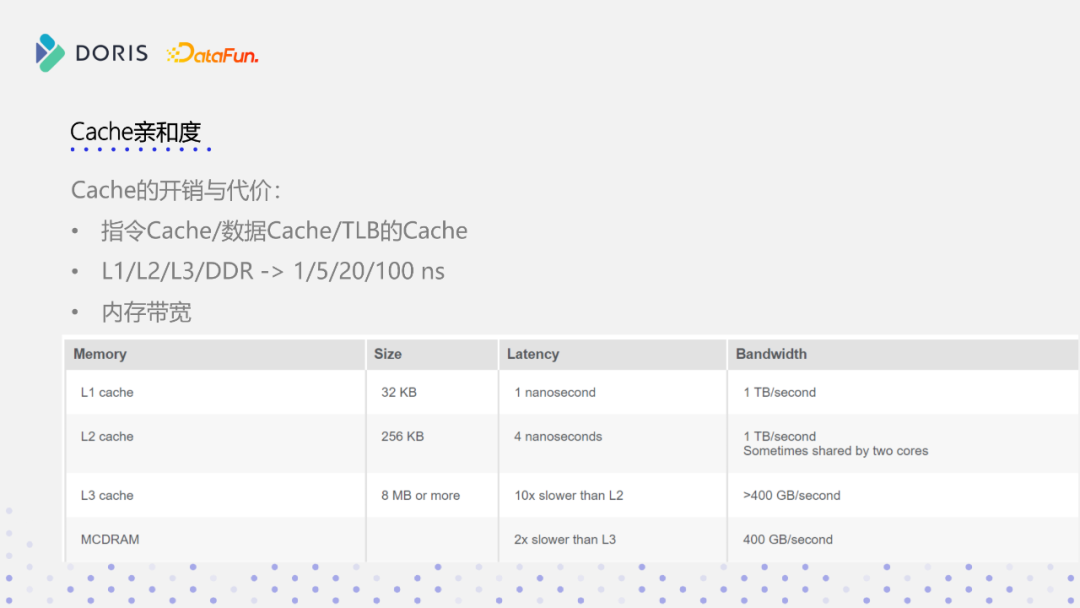 DORIS DataFun.
Cache亲和度
Cache的开销与代价：
• 指令Cache/数据Cache/TLB的Cache
• L1/L2/L3/DDR -> 1/5/20/100 ns
• 内存带宽
Memory Size Latency Bandwidth
L1 cache 32 KB 1 nanosecond 1 TB/second
L2 cache 256 KB 4 nanoseconds 1 TB/second
Sometimes shared by two cores
L3 cache 8 MB or more 10x slower than L2 >400 GB/second
MCDRAM 2x slower than L3 400 GB/second